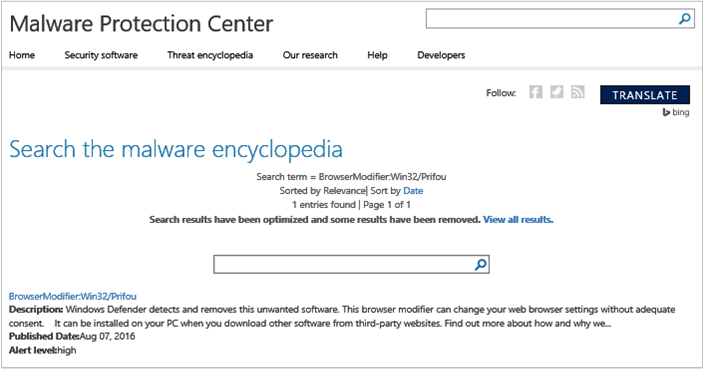 Malware Protection Center
Home Security software Threat encyclopedia Our research Help Developers
Follow: TRANSLATE
bing
Search the malware encyclopedia
Search term = BrowserModifier:Win32/Prifou
Sorted by Relevance| Sort by Date
1 entries found | Page 1 of 1
Search results have been optimized and some results have been removed. View all results.
BrowserModifier:Win32/Prifou
Description: Windows Defender detects and removes this unwanted software. This browser modifier can change your web browser settings without adequate
consent. It can be installed on your PC when you download other software from third-party websites. Find out more about how and why we...
Published Date:Aug 07, 2016
Alert level:high